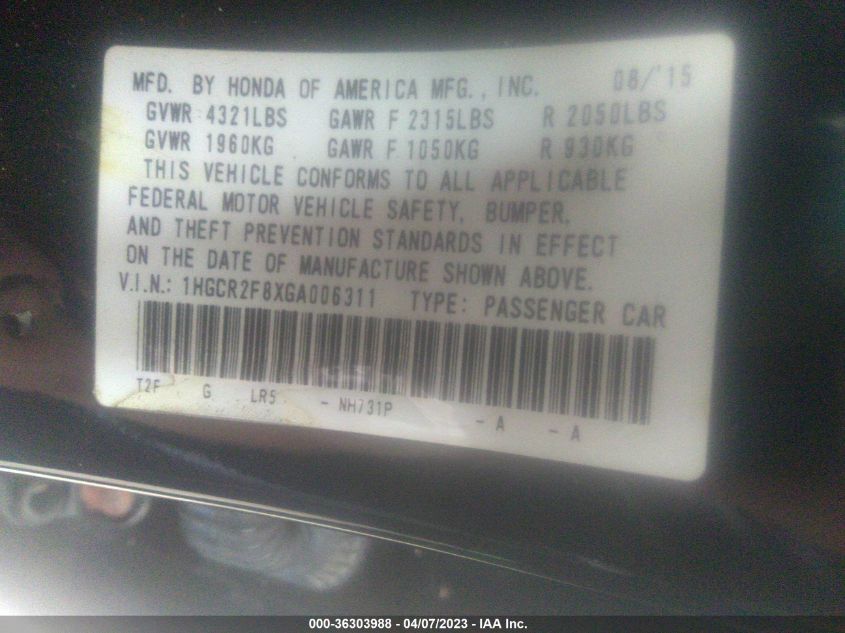 MFD. BY HONDA OF AMERICA MFG., INC. 08/'15
GVWR 4321LBS GAWR F 2315LBS R 2050LBS
GVWR 1960KG GAWR F 1050KG R 930KG
THIS VEHICLE CONFORMS TO ALL APPLICABLE
FEDERAL MOTOR VEHICLE SAFETY, BUMPER,
AND THEFT PREVENTION STANDARDS IN EFFECT
ON THE DATE OF MANUFACTURE SHOWN ABOVE.
V.I.N.: 1HGCR2F8XGA006311 TYPE: PASSENGER CAR
T2F G LR5 - NH731P - A - A
000-36303988 - 04/07/2023 - IAA Inc.